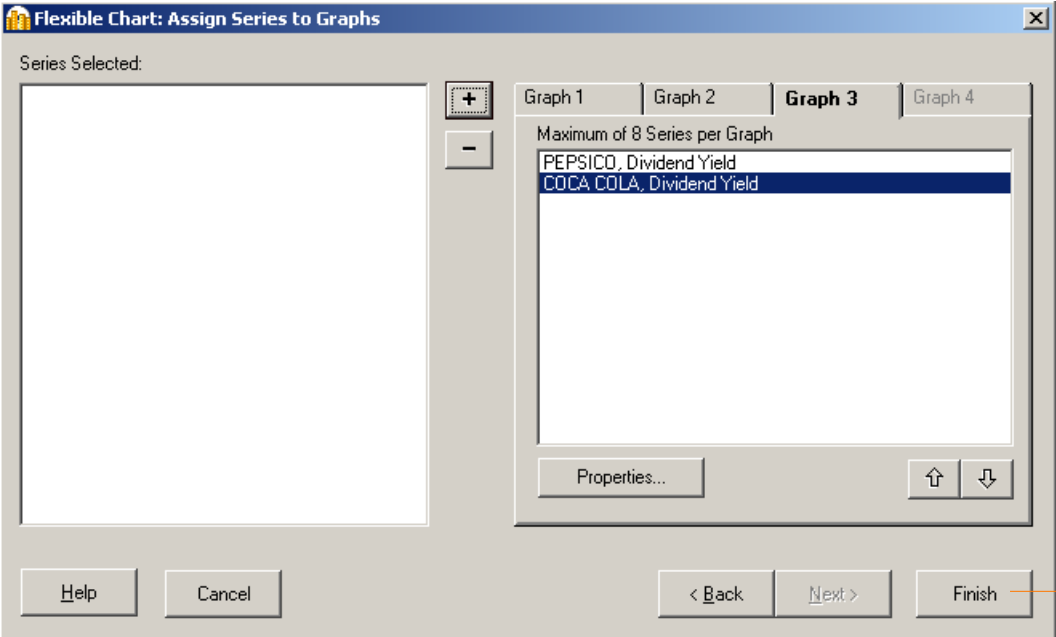 Flexible Chart: Assign Series to Graphs
Series Selected:
+
−
Graph 1 Graph 2 Graph 3 Graph 4
Maximum of 8 Series per Graph
PEPSICO, Dividend Yield
COCA COLA, Dividend Yield
Properties...
Help Cancel < Back Next > Finish